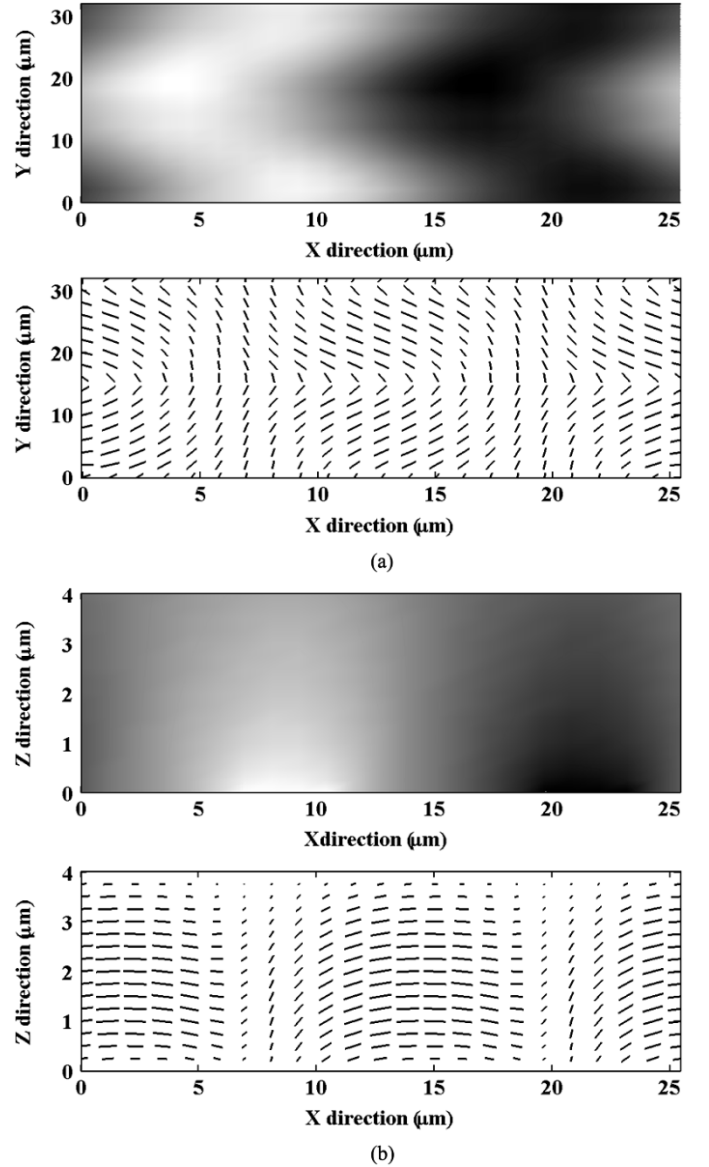 30
20
10
0
Y direction (μm)
0 5 10 15 20 25
X direction (μm)
30
20
10
0
Y direction (μm)
0 5 10 15 20 25
X direction (μm)
(a)
4
3
2
1
0
Z direction (μm)
0 5 10 15 20 25
Xdirection (μm)
4
3
2
1
0
Z direction (μm)
0 5 10 15 20 25
X direction (μm)
(b)